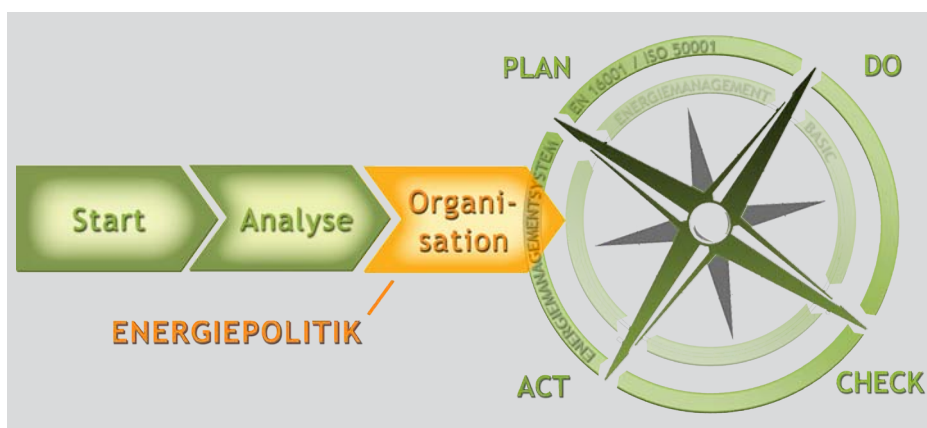 Start
Analyse
Organi-
sation
ENERGIEPOLITIK
PLAN
DO
CHECK
ACT
ENERGIEMANAGEMENTSYSTEM
EN 16001 / ISO 50001
ENERGIEMANAGEMENT
BASIC